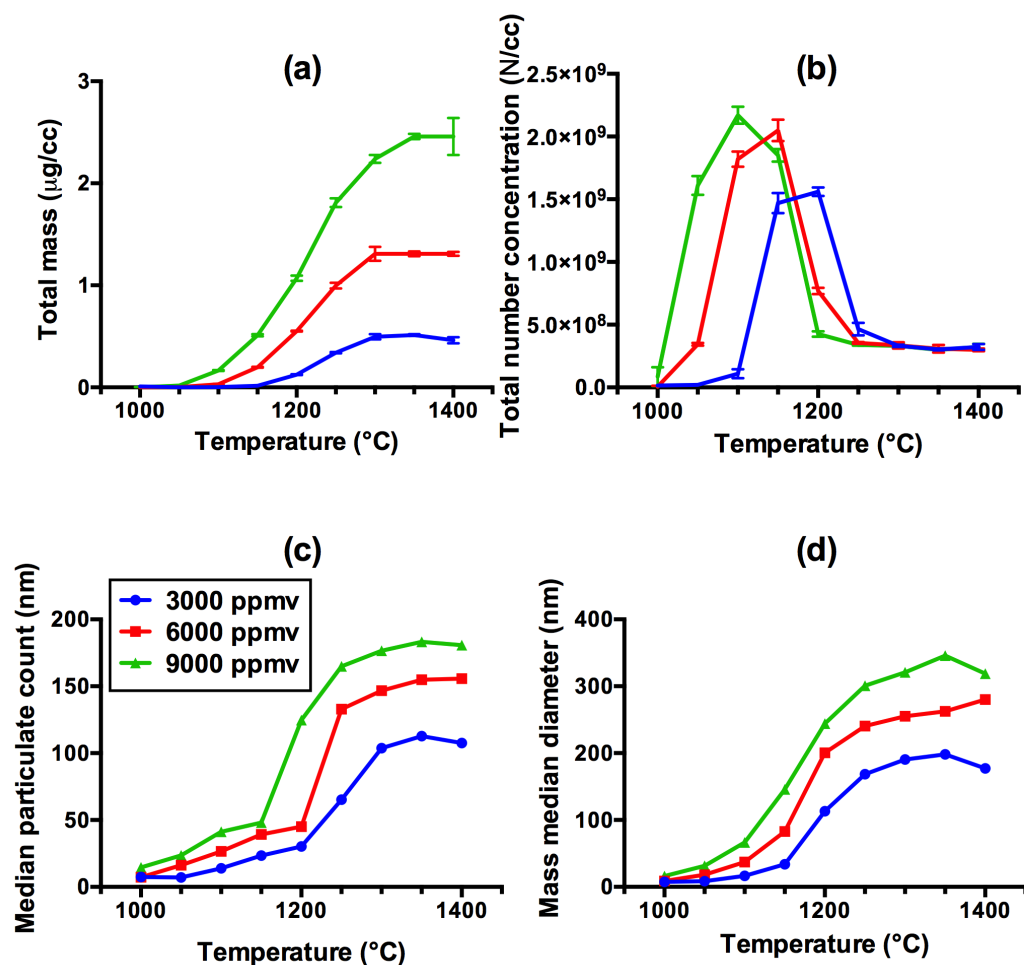 (a)
Total mass (μg/cc)
3
2
1
0
1000 1200 1400
Temperature (°C)
(b)
Total number concentration (N/cc)
2.5×10⁹
2.0×10⁹
1.5×10⁹
1.0×10⁹
5.0×10⁸
0.0
1000 1200 1400
Temperature (°C)
(c)
Median particulate count (nm)
3000 ppmv
6000 ppmv
9000 ppmv
200
150
100
50
0
1000 1200 1400
Temperature (°C)
(d)
Mass median diameter (nm)
400
300
200
100
0
1000 1200 1400
Temperature (°C)